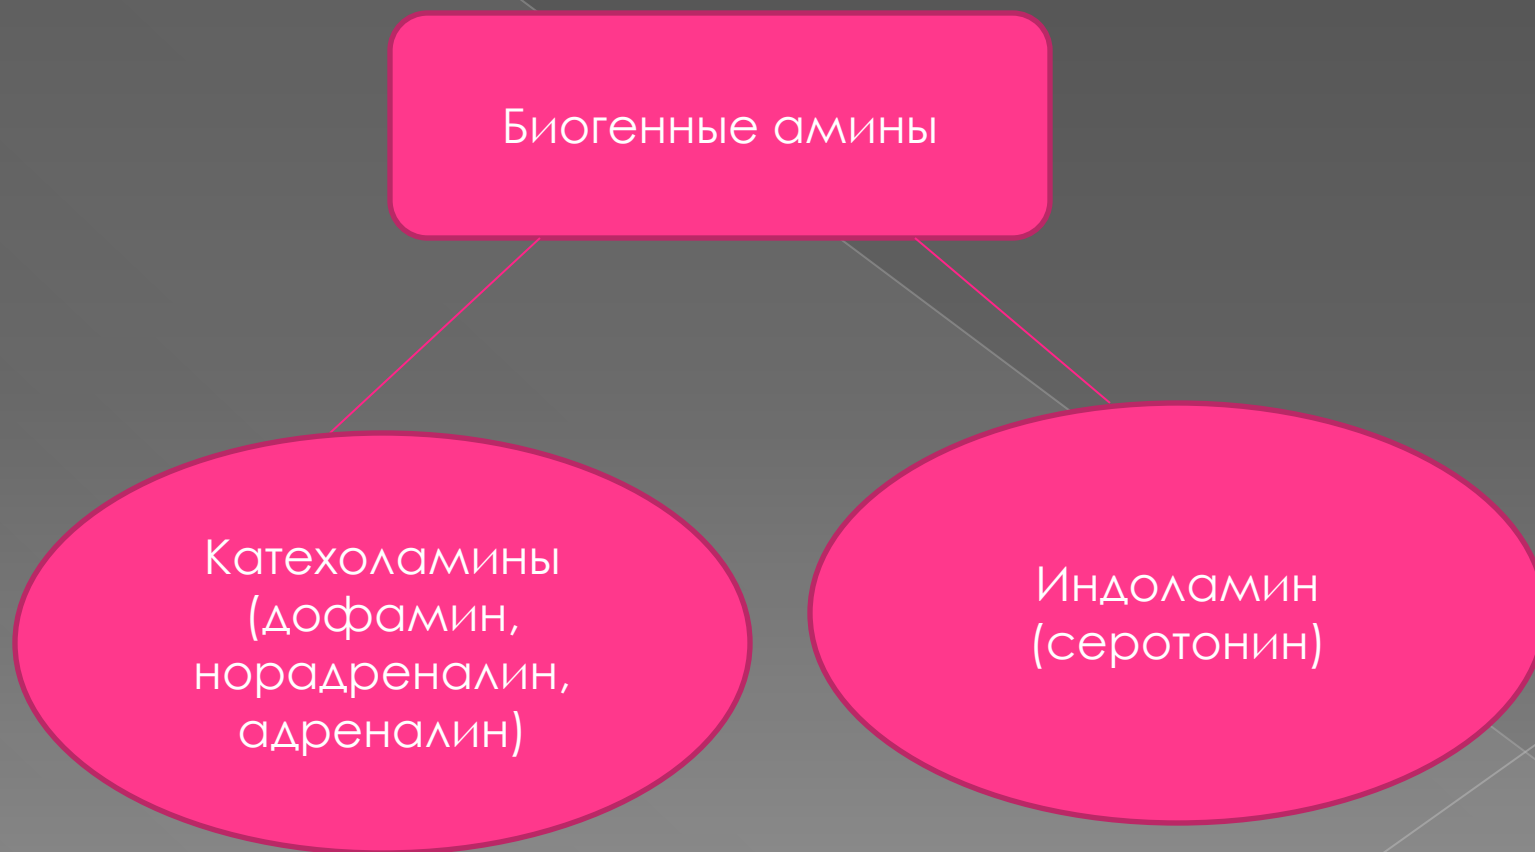 Биогенные амины
Катехоламины
(дофамин,
норадреналин,
адреналин)
Индоламин
(серотонин)